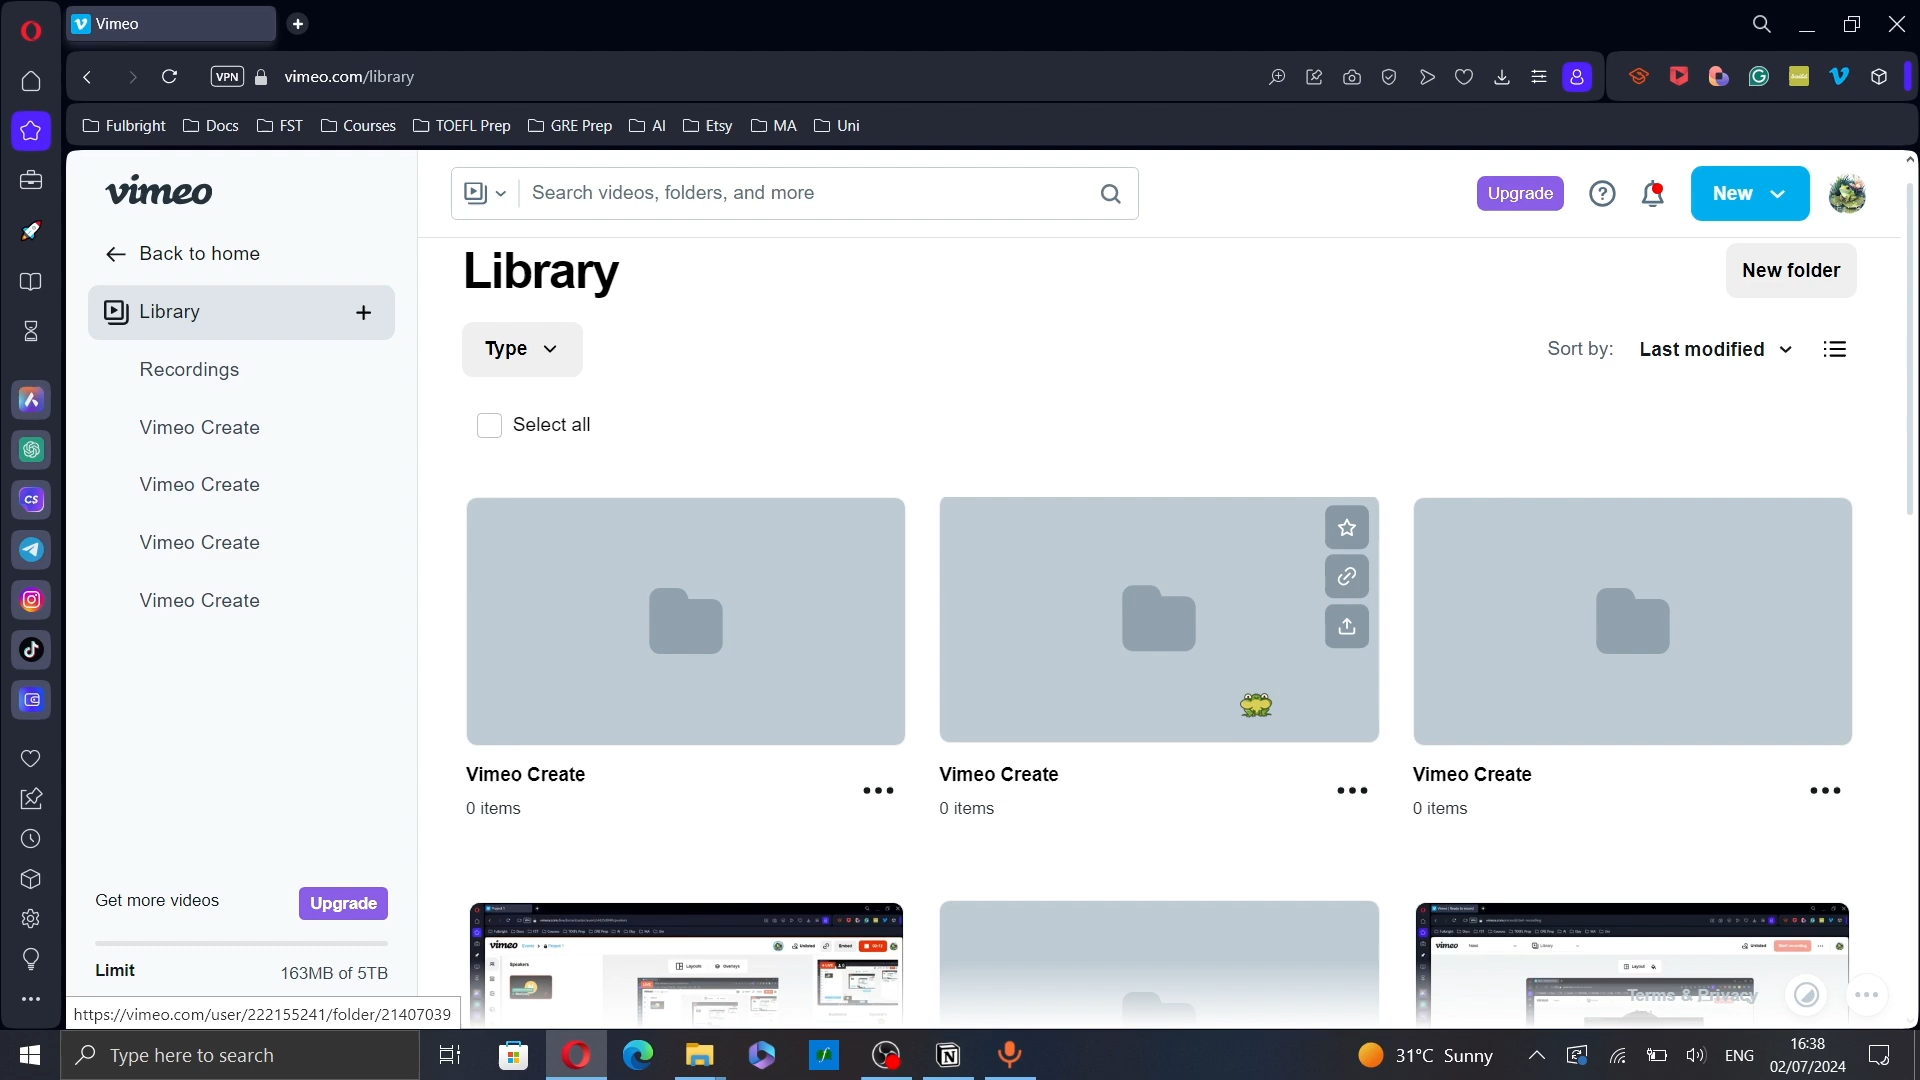 Vimeo
VPN
vimeo.com/library
Fulbright
Docs
FST
Courses
TOEFL Prep
GRE Prep
AI
Etsy
MA
Uni
vimeo
Search videos, folders, and more
Upgrade
New
Back to home
Library
New folder
Library
Type
Sort by: Last modified
Recordings
Select all
Vimeo Create
Vimeo Create
Vimeo Create
Vimeo Create
Vimeo Create
0 items
Vimeo Create
0 items
Vimeo Create
0 items
Get more videos
Upgrade
Limit
163MB of 5TB
Terms & Privacy
https://vimeo.com/user/222155241/folder/21407039
Type here to search
31°C Sunny
ENG
16:38
02/07/2024